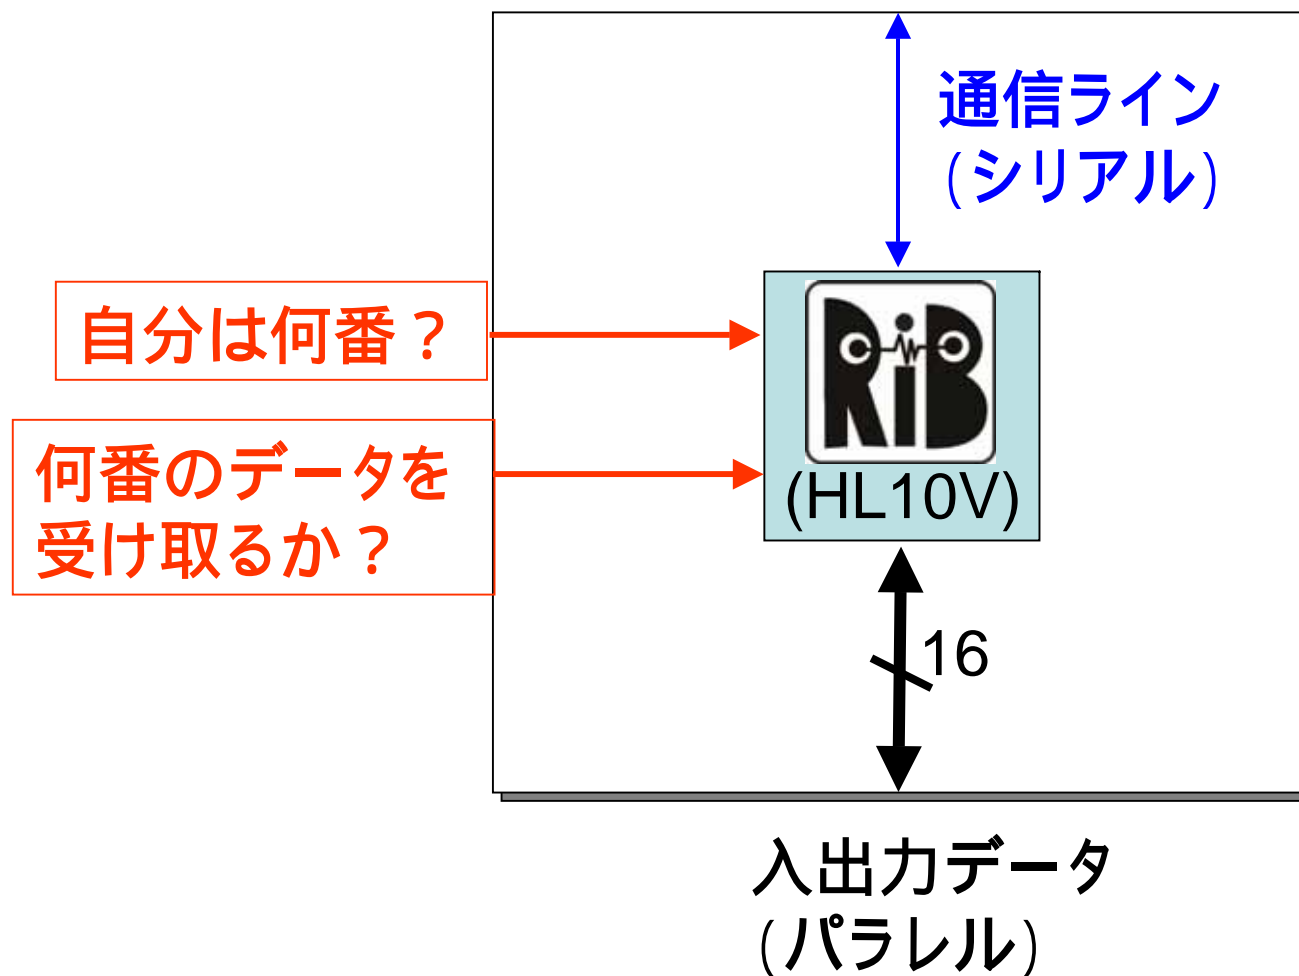 通信ライン
(シリアル)
自分は何番？
何番のデータを
受け取るか？
RiB
(HL10V)
16
入出力データ
(パラレル)